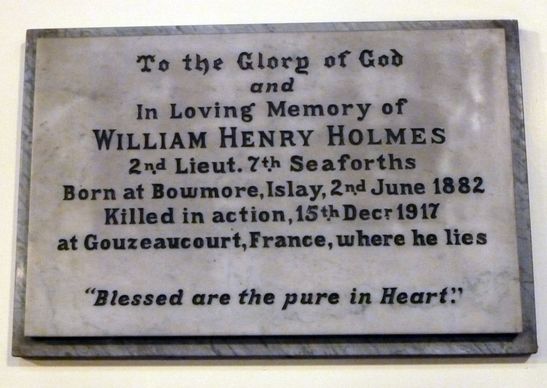 To the Glory of God
and
In Loving Memory of
WILLIAM HENRY HOLMES
2nd Lieut. 7th Seaforths
Born at Bowmore, Islay, 2nd June 1882
Killed in action, 15th Decr 1917
at Gouzeaucourt, France, where he lies
"Blessed are the pure in Heart."